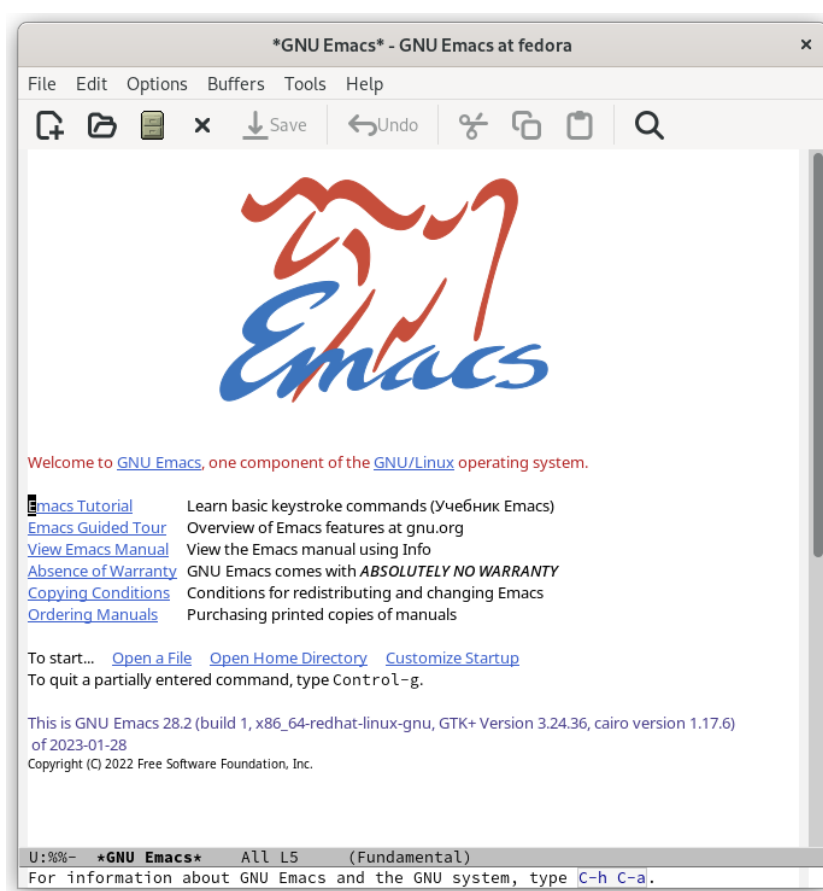 *GNU Emacs* - GNU Emacs at fedora
File Edit Options Buffers Tools Help
Save Undo
Emacs
Welcome to GNU Emacs, one component of the GNU/Linux operating system.
Emacs Tutorial Learn basic keystroke commands (Учебник Emacs)
Emacs Guided Tour Overview of Emacs features at gnu.org
View Emacs Manual View the Emacs manual using Info
Absence of Warranty GNU Emacs comes with ABSOLUTELY NO WARRANTY
Copying Conditions Conditions for redistributing and changing Emacs
Ordering Manuals Purchasing printed copies of manuals
To start... Open a File Open Home Directory Customize Startup
To quit a partially entered command, type Control-g.
This is GNU Emacs 28.2 (build 1, x86_64-redhat-linux-gnu, GTK+ Version 3.24.36, cairo version 1.17.6)
of 2023-01-28
Copyright (C) 2022 Free Software Foundation, Inc.
U:%%- *GNU Emacs* All L5 (Fundamental)
For information about GNU Emacs and the GNU system, type C-h C-a.